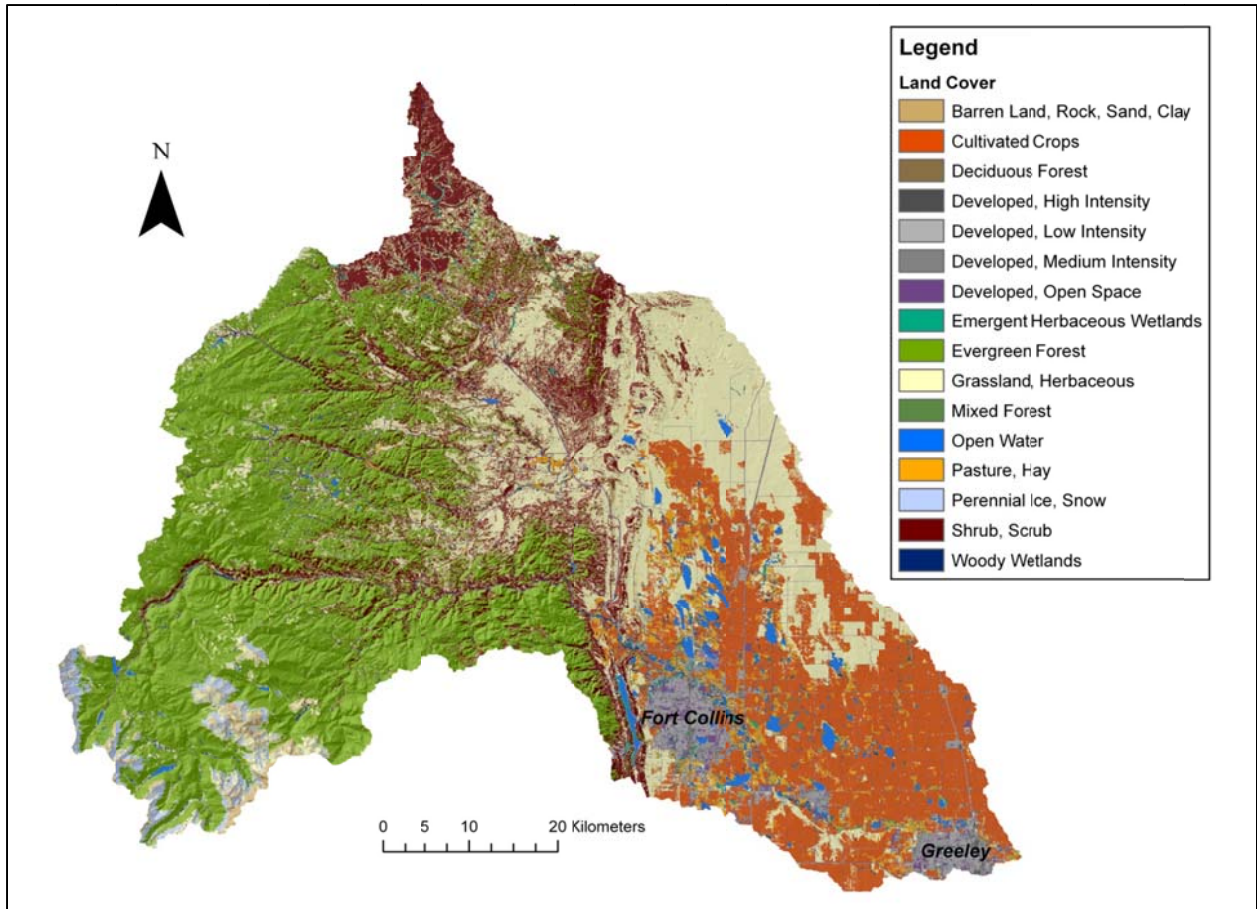 Legend
Land Cover
Barren Land, Rock, Sand, Clay
Cultivated Crops
Deciduous Forest
Developed, High Intensity
Developed, Low Intensity
Developed, Medium Intensity
Developed, Open Space
Emergent Herbaceous Wetlands
Evergreen Forest
Grassland, Herbaceous
Mixed Forest
Open Water
Pasture, Hay
Perennial Ice, Snow
Shrub, Scrub
Woody Wetlands
N
Fort Collins
Greeley
0 5 10 20 Kilometers